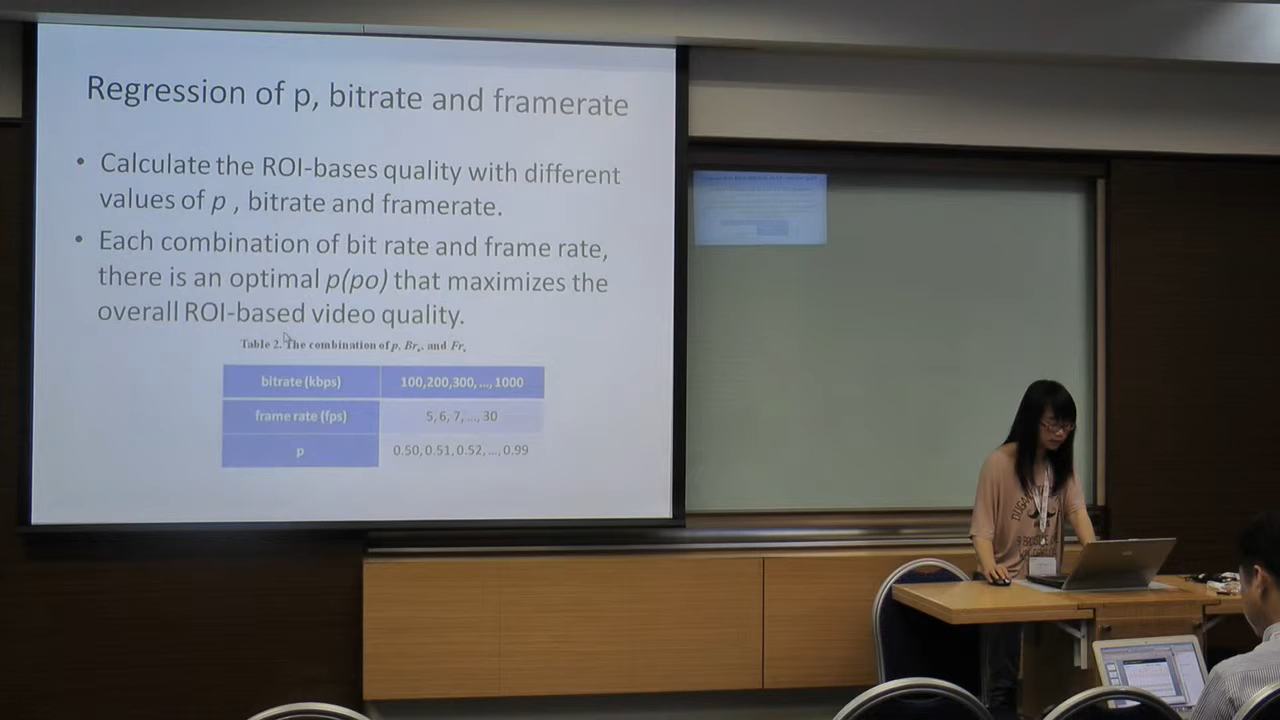 Regression of p, bitrate and framerate
• Calculate the ROI-bases quality with different
values of p , bitrate and framerate.
• Each combination of bit rate and frame rate,
there is an optimal p(po) that maximizes the
overall ROI-based video quality.
Table 2. The combination of p, Brs, and Frs
bitrate (kbps) 100,200,300, ..., 1000
frame rate (fps) 5, 6, 7, ..., 30
p 0.50, 0.51, 0.52, ..., 0.99